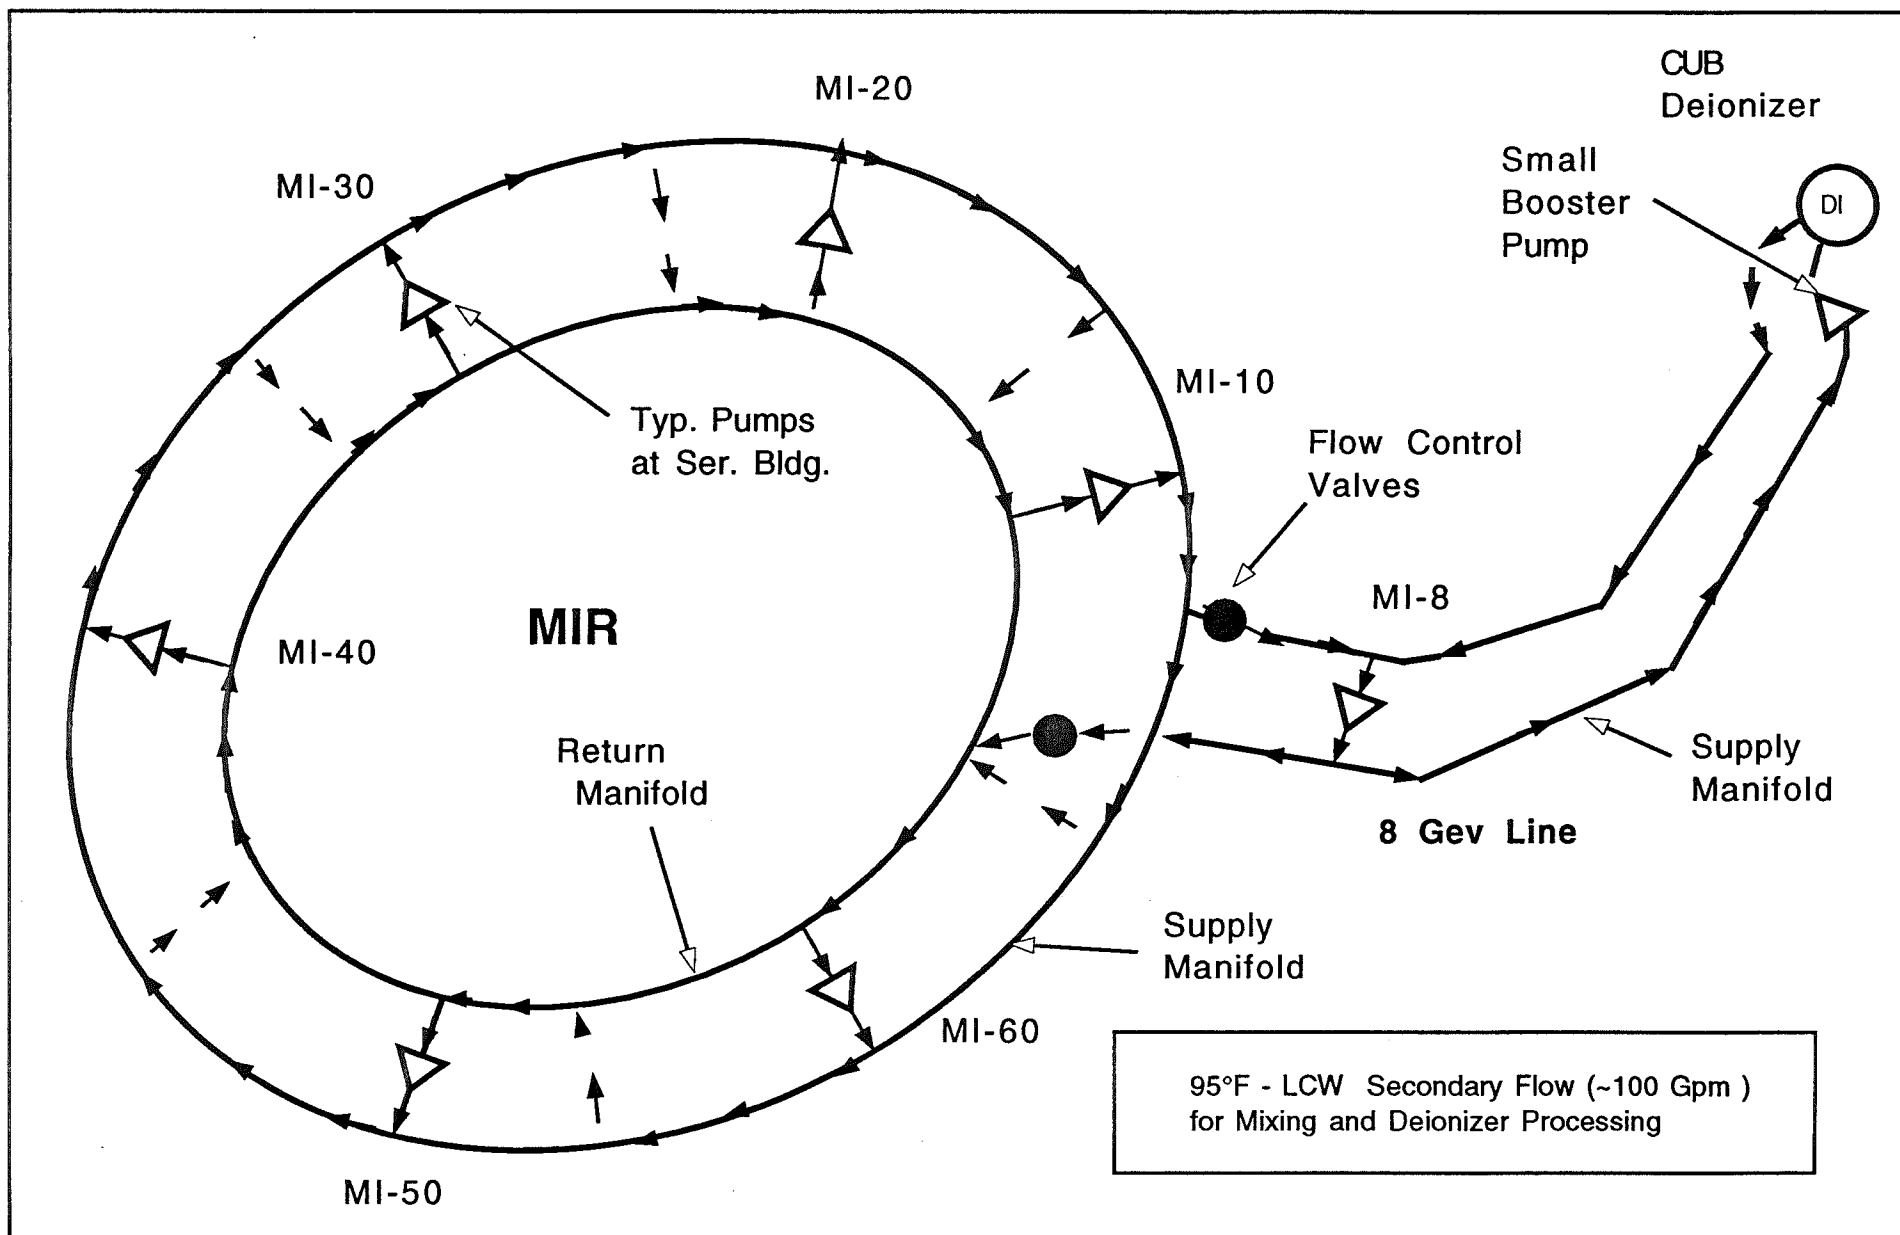 MI-20
CUB
Deionizer
MI-30
Small
Booster
Pump
DI
MI-10
Typ. Pumps
at Ser. Bldg.
Flow Control
Valves
MIR
MI-8
MI-40
Return
Manifold
Supply
Manifold
8 Gev Line
Supply
Manifold
MI-60
95°F - LCW Secondary Flow (~100 Gpm )
for Mixing and Deionizer Processing
MI-50